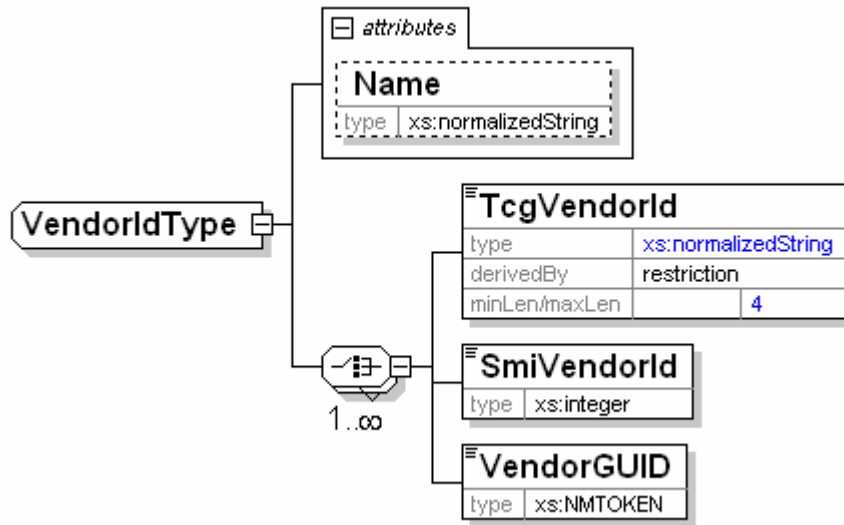 attributes
Name
type xs:normalizedString
VendorIdType
TcgVendorId
type xs:normalizedString
derivedBy restriction
minLen/maxLen 4
SmiVendorId
type xs:integer
1..∞
VendorGUID
type xs:NMTOKEN